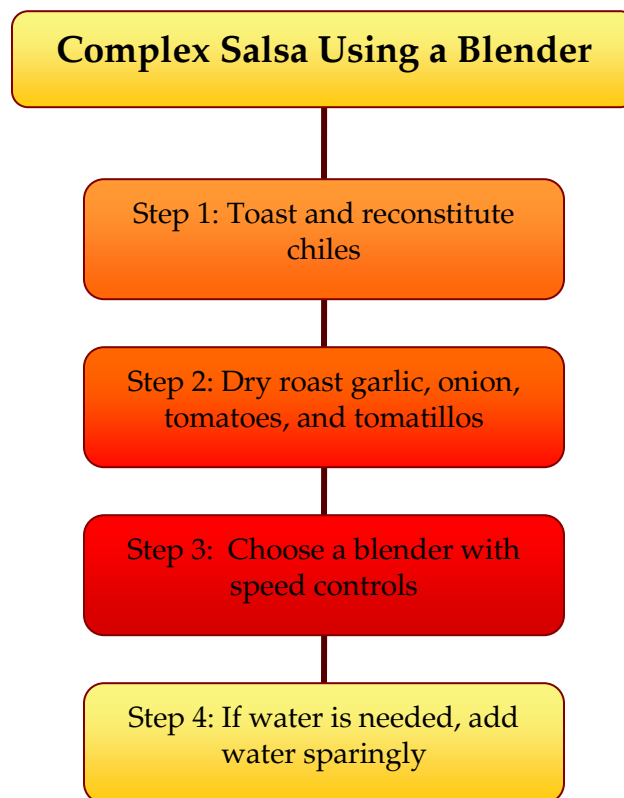 Complex Salsa Using a Blender
Step 1: Toast and reconstitute
chiles
Step 2: Dry roast garlic, onion,
tomatoes, and tomatillos
Step 3:  Choose a blender with
speed controls
Step 4: If water is needed, add
water sparingly